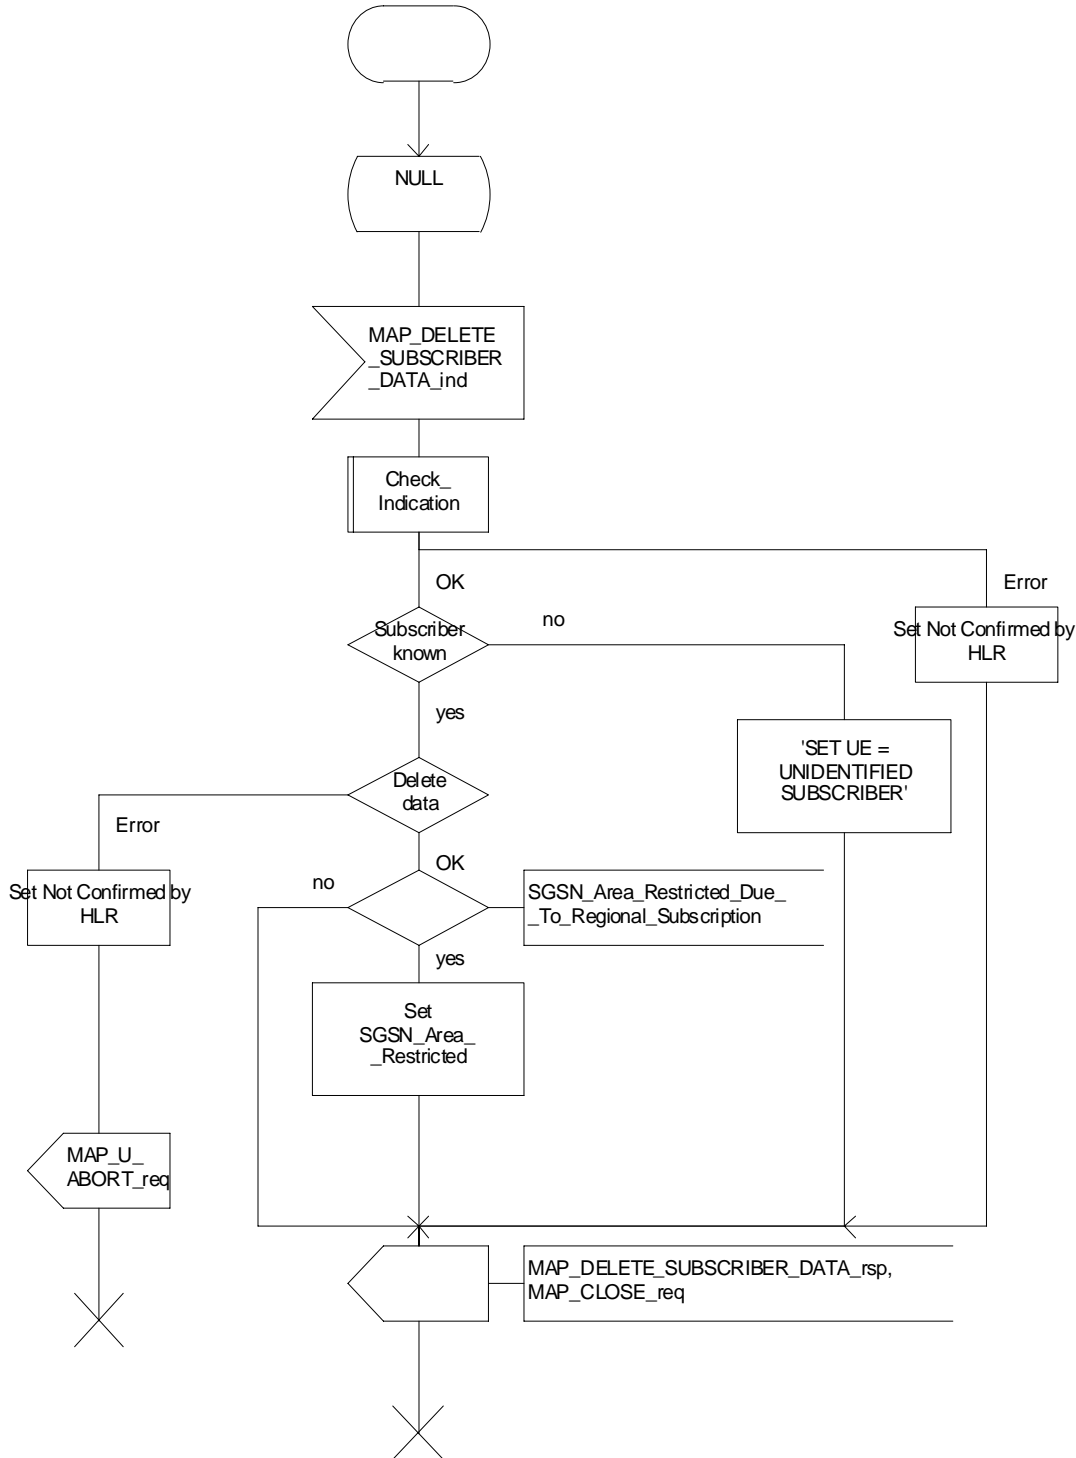 NULL
MAP_DELETE
_SUBSCRIBER
_DATA_ind
Check_
Indication
OK
Error
Subscriber
known
no
Set Not Confirmed by
HLR
yes
'SET UE =
UNIDENTIFIED
SUBSCRIBER'
Delete
data
Error
OK
no
Set Not Confirmed by
HLR
SGSN_Area_Restricted_Due_
_To_Regional_Subscription
yes
Set
SGSN_Area_
_Restricted
MAP_U_
ABORT_req
MAP_DELETE_SUBSCRIBER_DATA_rsp,
MAP_CLOSE_req